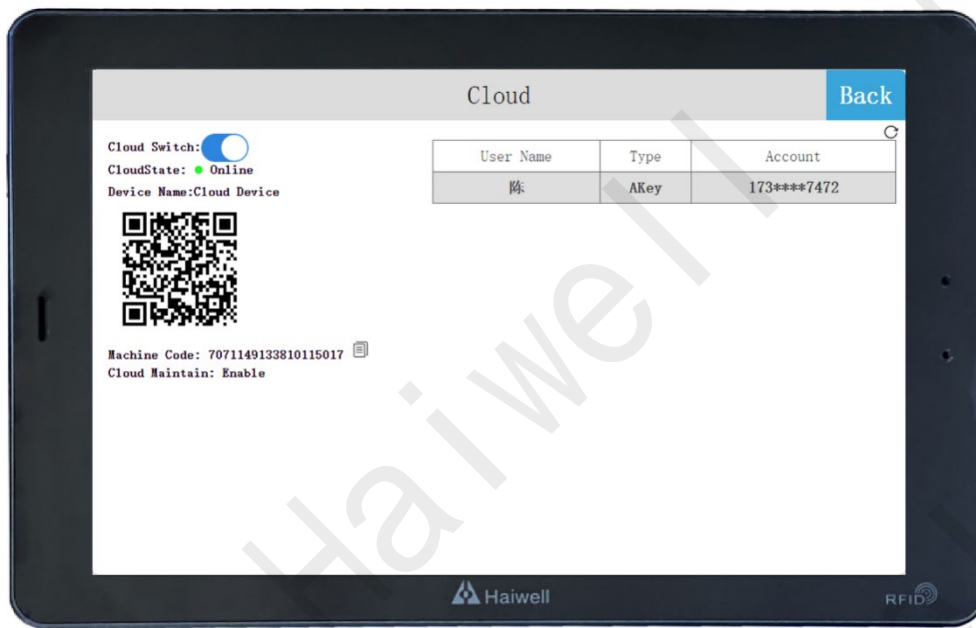 Cloud
Back
Cloud Switch:
CloudState: Online
Device Name:Cloud Device
Machine Code: 7071149133810115017
Cloud Maintain: Enable
User Name Type Account
陈 AKey 173****7472
Haiwell
Haiwell
RFID